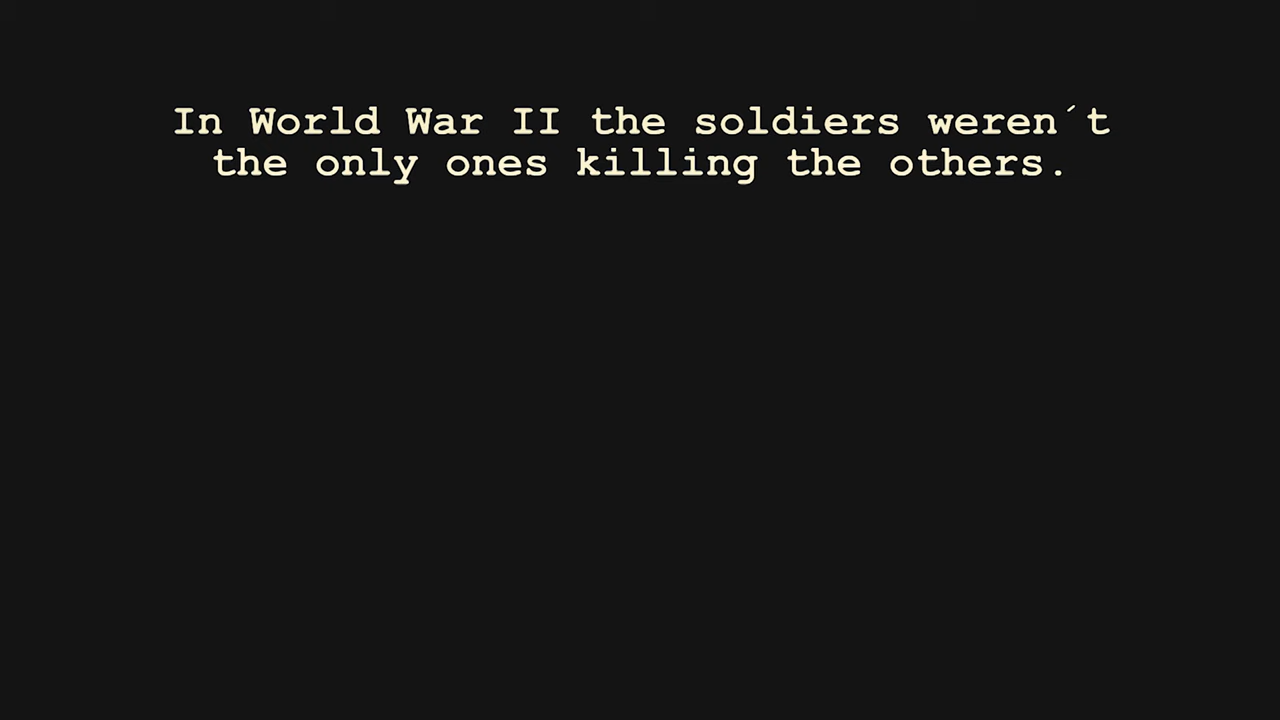 In World War II the soldiers weren´t
the only ones killing the others.